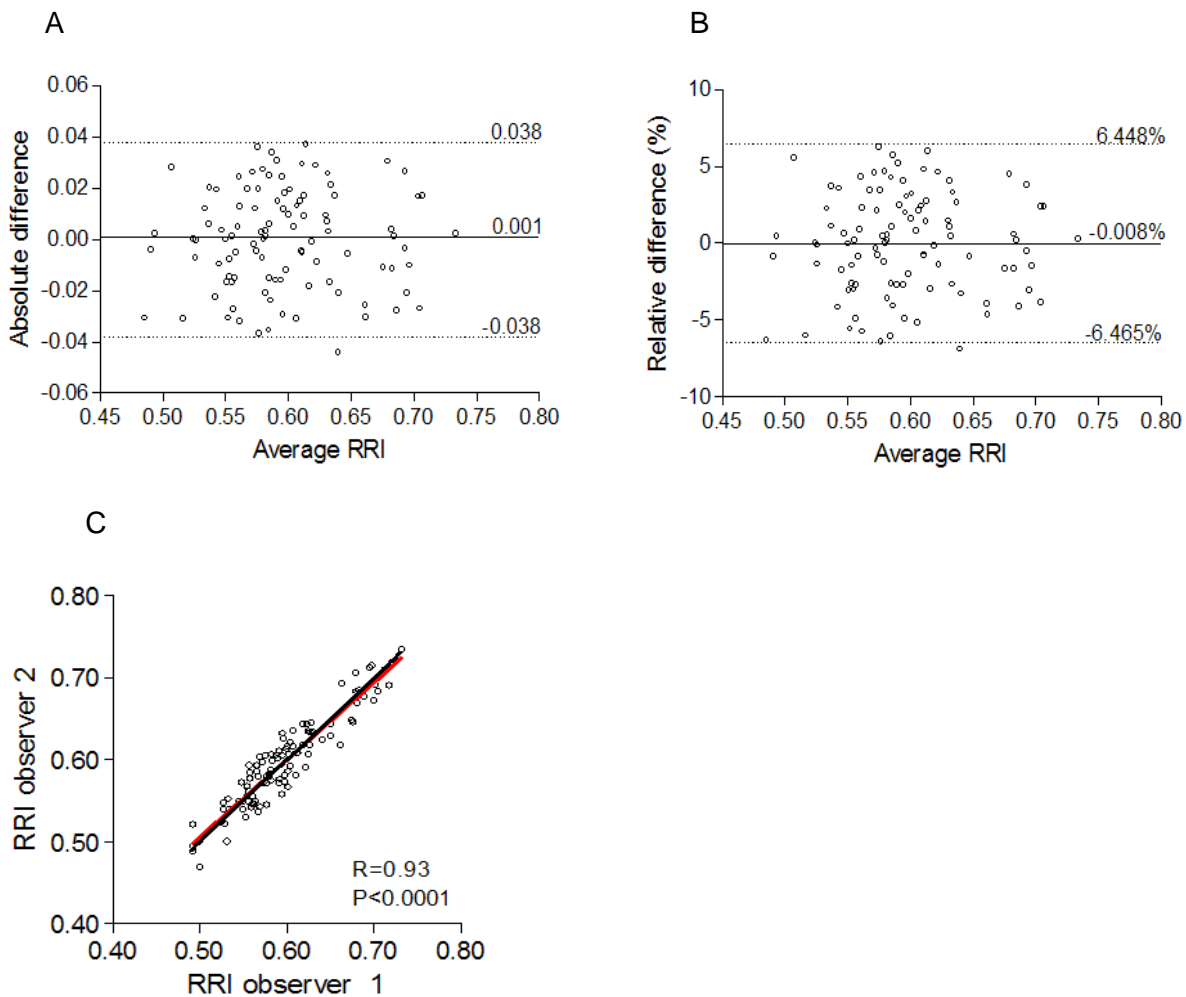 A
Absolute difference
0.06
0.04
0.02
0.00
-0.02
-0.04
-0.06
0.038
0.001
-0.038
0.45 0.50 0.55 0.60 0.65 0.70 0.75 0.80
Average RRI
B
Relative difference (%)
10
5
0
-5
-10
6.448%
-0.008%
-6.465%
0.45 0.50 0.55 0.60 0.65 0.70 0.75 0.80
Average RRI
C
RRI observer 2
0.80
0.70
0.60
0.50
0.40
R=0.93
P<0.0001
0.40 0.50 0.60 0.70 0.80
RRI observer 1